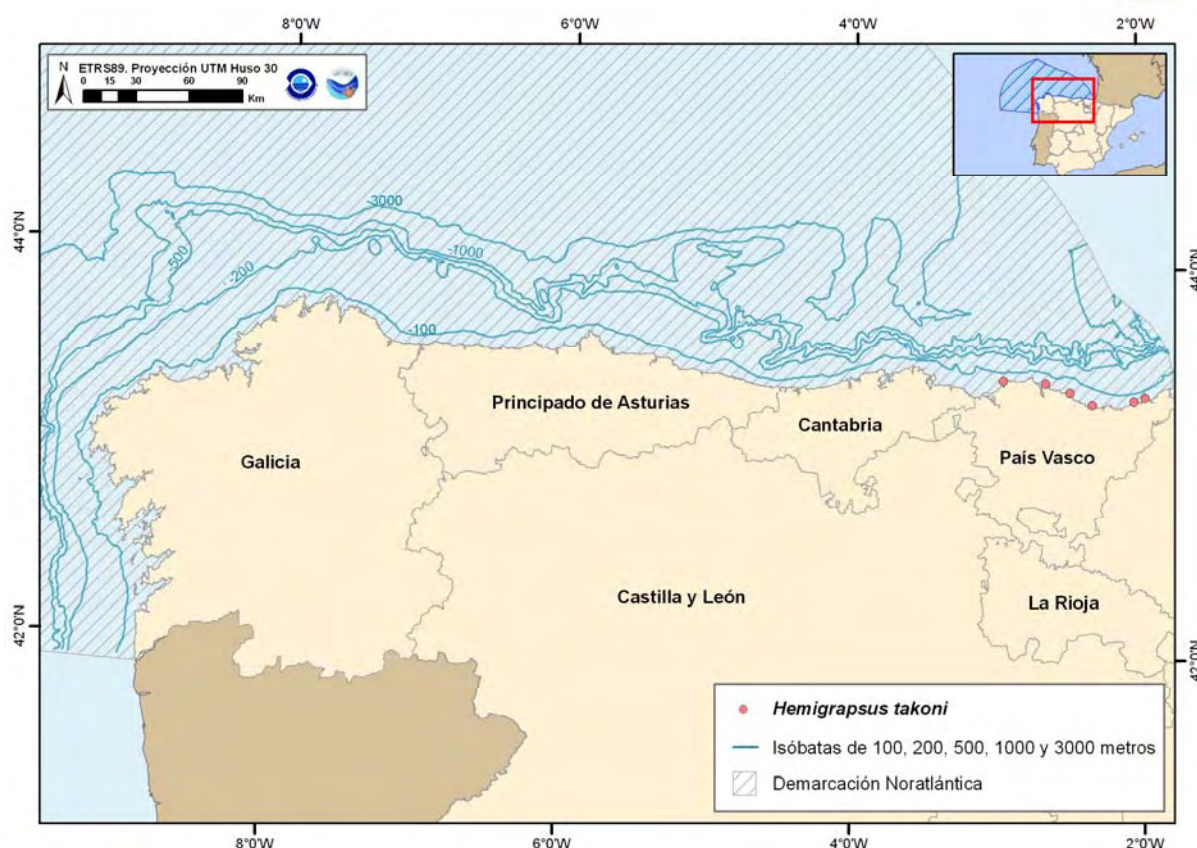 8°0'W 6°0'W 4°0'W 2°0'W
N ETRS89. Proyección UTM Huso 30
0 15 30 60 90
Km
44°0'N
44°0'N
-3000
-1000
-500
-200
-100
Principado de Asturias
Cantabria
País Vasco
Galicia
Castilla y León
La Rioja
42°0'N
42°0'N
Hemigrapsus takoni
Isóbatas de 100, 200, 500, 1000 y 3000 metros
Demarcación Noratlántica
8°0'W 6°0'W 4°0'W 2°0'W